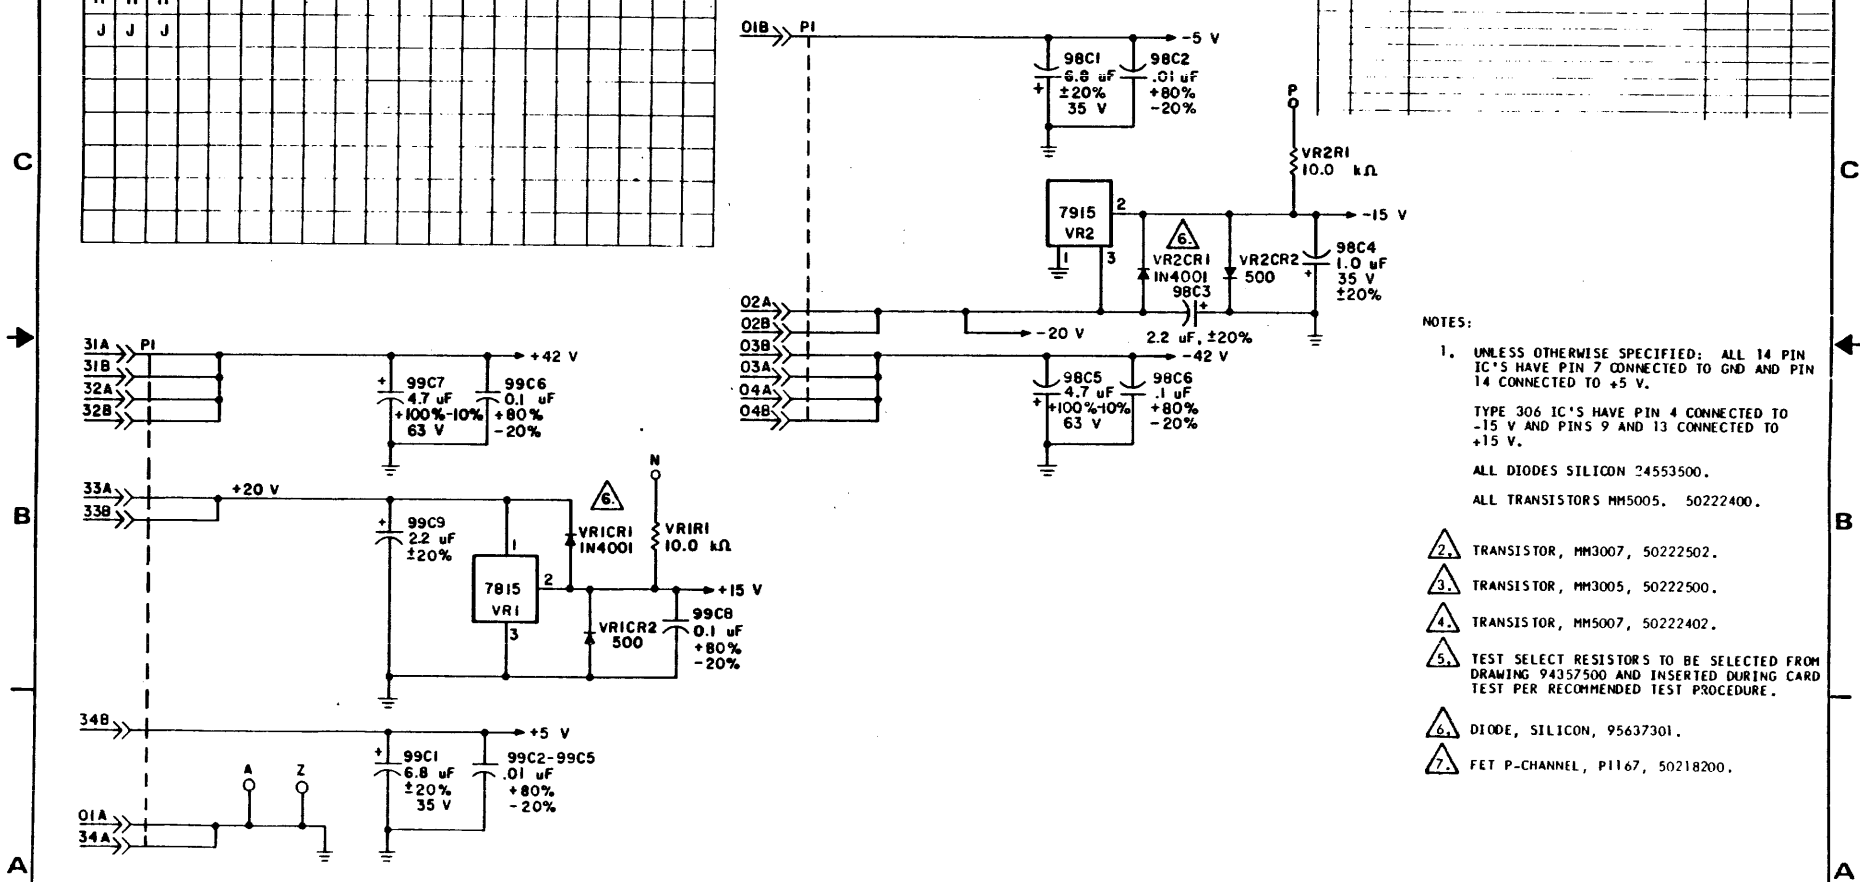 J J J
C
01B P1
-5 V
98C1
6.8 uF
±20%
35 V
98C2
.01 uF
+80%
-20%
P
VR2R1
10.0 kΩ
7915
VR2
2
1
3
-15 V
6.
VR2CR1
IN4001
VR2CR2
500
98C4
1.0 uF
35 V
±20%
+
98C3
+
2.2 uF, ±20%
02A
02B
-20 V
03B
03A
04A
04B
-42 V
98C5
4.7 uF
+100%-10%
63 V
+
98C6
.1 uF
+80%
-20%
C
31A P1
31B
32A
32B
+42 V
+
99C7
4.7 uF
+100%-10%
63 V
99C6
0.1 uF
+80%
-20%
B
33A
33B
+20 V
+
99C9
2.2 uF
±20%
1
7815
VR1
2
3
6.
VR1CR1
IN4001
N
VR1R1
10.0 kΩ
+15 V
VR1CR2
500
99C8
0.1 uF
+80%
-20%
34B
+5 V
+
99C1
6.8 uF
±20%
35 V
99C2-99C5
.01 uF
+80%
-20%
A Z
01A
34A
A
NOTES:
1. UNLESS OTHERWISE SPECIFIED: ALL 14 PIN
IC'S HAVE PIN 7 CONNECTED TO GND AND PIN
14 CONNECTED TO +5 V.
TYPE 306 IC'S HAVE PIN 4 CONNECTED TO
-15 V AND PINS 9 AND 13 CONNECTED TO
+15 V.
ALL DIODES SILICON 24553500.
ALL TRANSISTORS MM5005. 50222400.
2. TRANSISTOR, MM3007, 50222502.
3. TRANSISTOR, MM3005, 50222500.
4. TRANSISTOR, MM5007, 50222402.
5. TEST SELECT RESISTORS TO BE SELECTED FROM
DRAWING 94357500 AND INSERTED DURING CARD
TEST PER RECOMMENDED TEST PROCEDURE.
6. DIODE, SILICON, 95637301.
7. FET P-CHANNEL, P1167, 50218200.
B
A